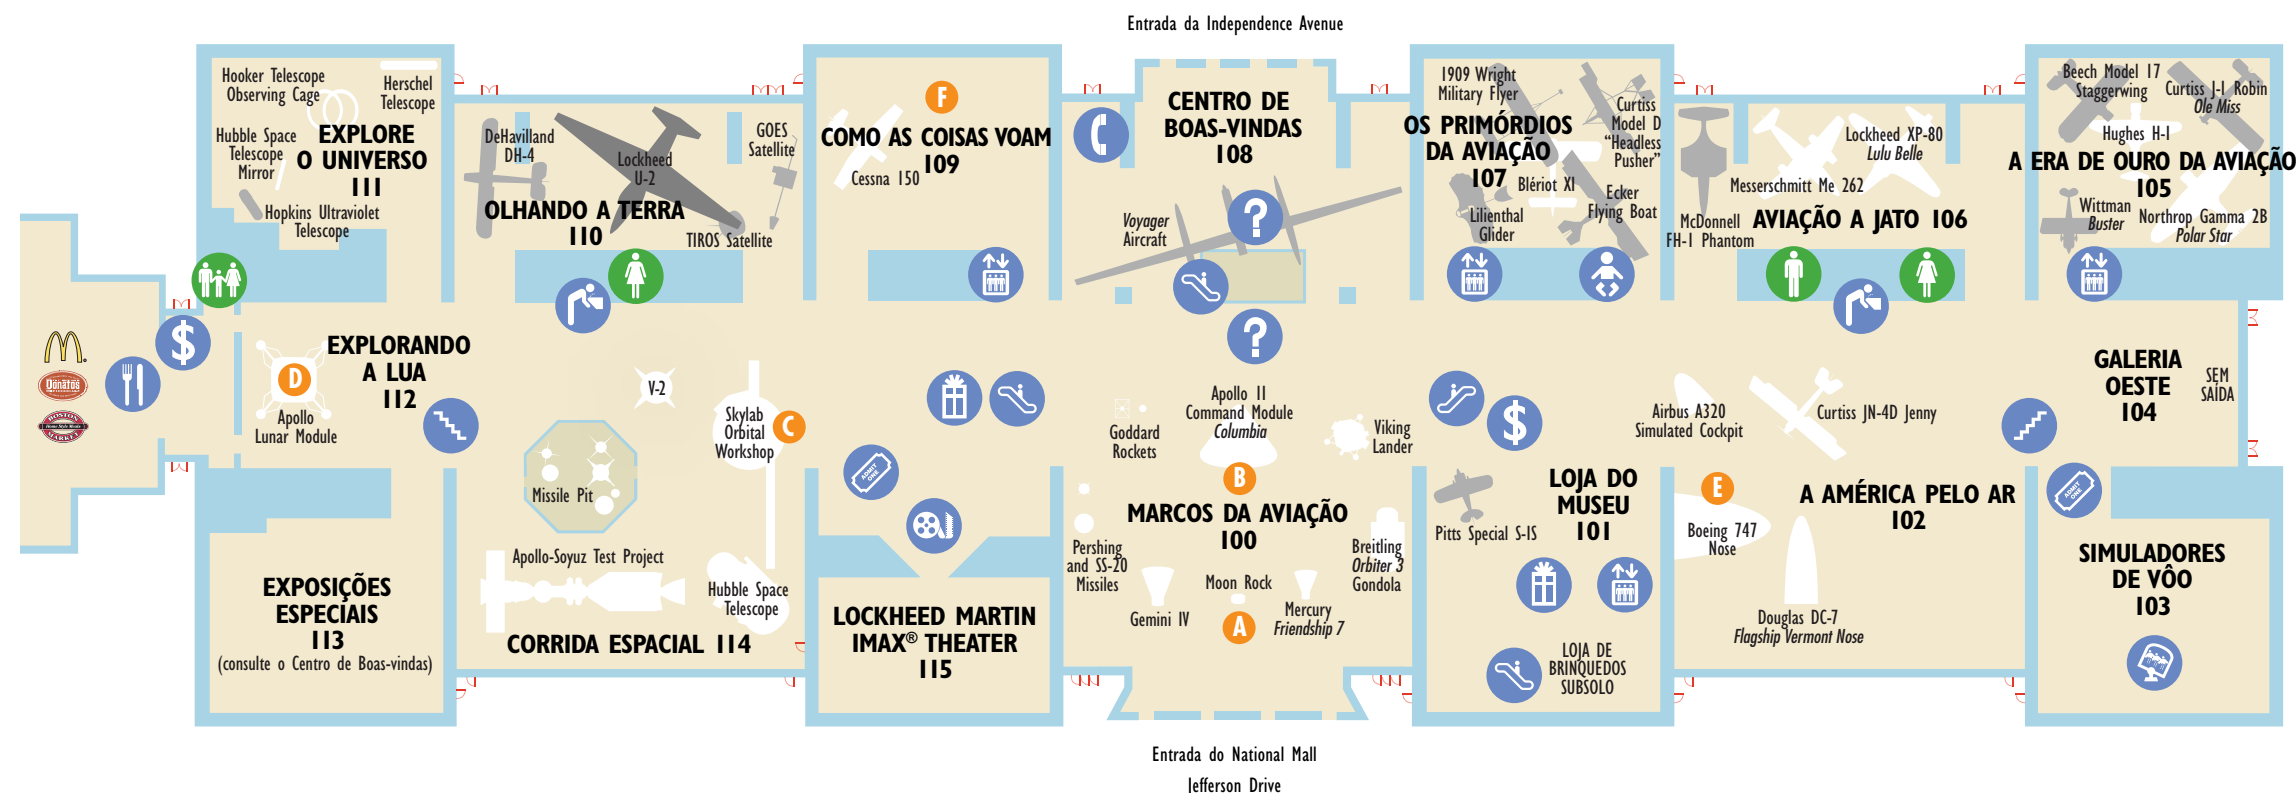 Entrada da Independence Avenue
Hooker Telescope
Observing Cage
Herschel
Telescope
Hubble Space
Telescope
Mirror
EXPLORE
O UNIVERSO
111
Hopkins Ultraviolet
Telescope
DeHavilland
DH-4
Lockheed
U-2
GOES
Satellite
OLHANDO A TERRA
110
TIROS Satellite
F
COMO AS COISAS VOAM
109
Cessna 150
CENTRO DE
BOAS-VINDAS
108
Voyager
Aircraft
?
?
1909 Wright
Military Flyer
Curtiss
Model D
“Headless
Pusher”
OS PRIMÓRDIOS
DA AVIAÇÃO
107
Blériot XI
Ecker
Flying Boat
Lilienthal
Glider
Lockheed XP-80
Lulu Belle
Messerschmitt Me 262
McDonnell
FH-1 Phantom
AVIAÇÃO A JATO 106
Beech Model 17
Staggerwing
Curtiss J-1 Robin
Ole Miss
Hughes H-1
A ERA DE OURO DA AVIAÇÃO
105
Wittman
Buster
Northrop Gamma 2B
Polar Star
Donatos
BOSTON
Home Style Meals
MARKET
$
D
EXPLORANDO
A LUA
112
Apollo
Lunar Module
V-2
Skylab
Orbital
Workshop
C
Missile Pit
Apollo-Soyuz Test Project
Hubble Space
Telescope
CORRIDA ESPACIAL 114
EXPOSIÇÕES
ESPECIAIS
113
(consulte o Centro de Boas-vindas)
ADMIT
ONE
LOCKHEED MARTIN
IMAX® THEATER
115
Goddard
Rockets
Apollo 11
Command Module
Columbia
Viking
Lander
B
MARCOS DA AVIAÇÃO
100
Pershing
and SS-20
Missiles
Gemini IV
Moon Rock
A
Mercury
Friendship 7
Breitling
Orbiter 3
Gondola
$
Pitts Special S-1S
LOJA DO
MUSEU
101
LOJA DE
BRINQUEDOS
SUBSOLO
Airbus A320
Simulated Cockpit
Curtiss JN-4D Jenny
E
Boeing 747
Nose
A AMÉRICA PELO AR
102
Douglas DC-7
Flagship Vermont Nose
GALERIA
OESTE
104
SEM
SAÍDA
ADMIT
ONE
SIMULADORES
DE VÔO
103
Entrada do National Mall
Jefferson Drive